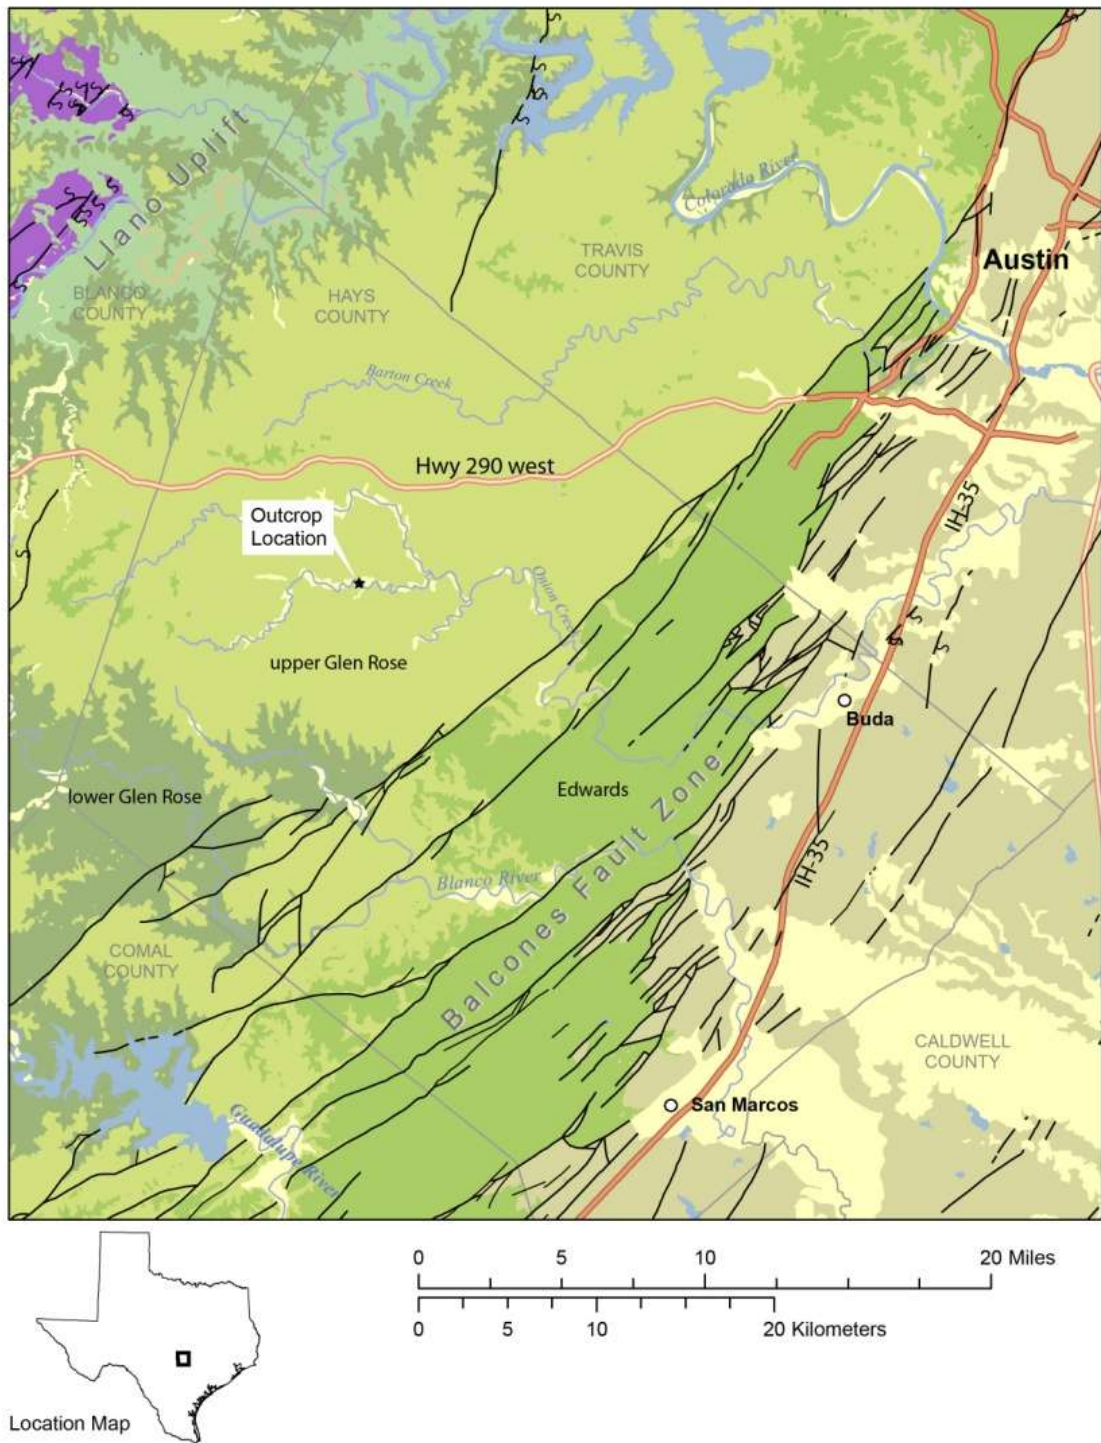 Llano Uplift
Colorado River
TRAVIS
COUNTY
Austin
BLANCO
COUNTY
HAYS
COUNTY
Barton Creek
Hwy 290 west
IH-35
Outcrop
Location
Onion Creek
upper Glen Rose
Buda
lower Glen Rose
Edwards
Balcones Fault Zone
IH-35
Blanco River
COMAL
COUNTY
CALDWELL
COUNTY
San Marcos
Guadalupe River
0 5 10 20 Miles
0 5 10 20 Kilometers
Location Map